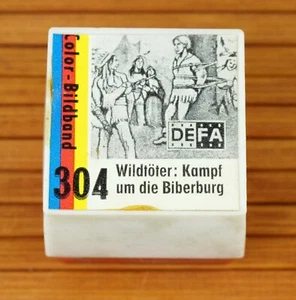 Color-Bildband
DEFA
304
Wildtöter: Kampf
um die Biberburg